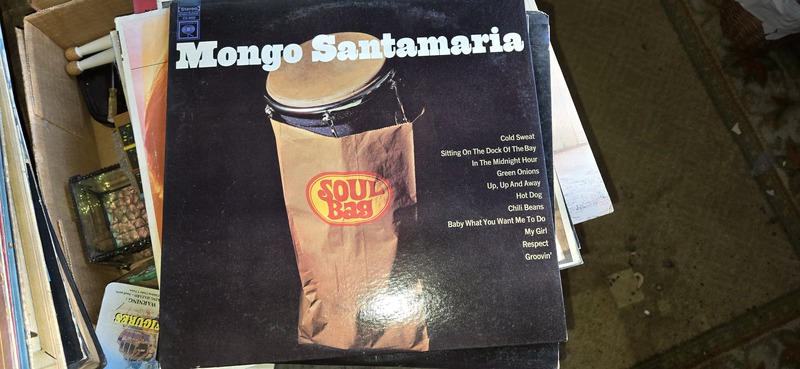 Stereo
Mongo Santamaria
SOUL
Bag
Cold Sweat
Sitting On The Dock Of The Bay
In The Midnight Hour
Green Onions
Up, Up And Away
Hot Dog
Chili Beans
Baby What You Want Me To Do
My Girl
Respect
Groovin'
WARNING: